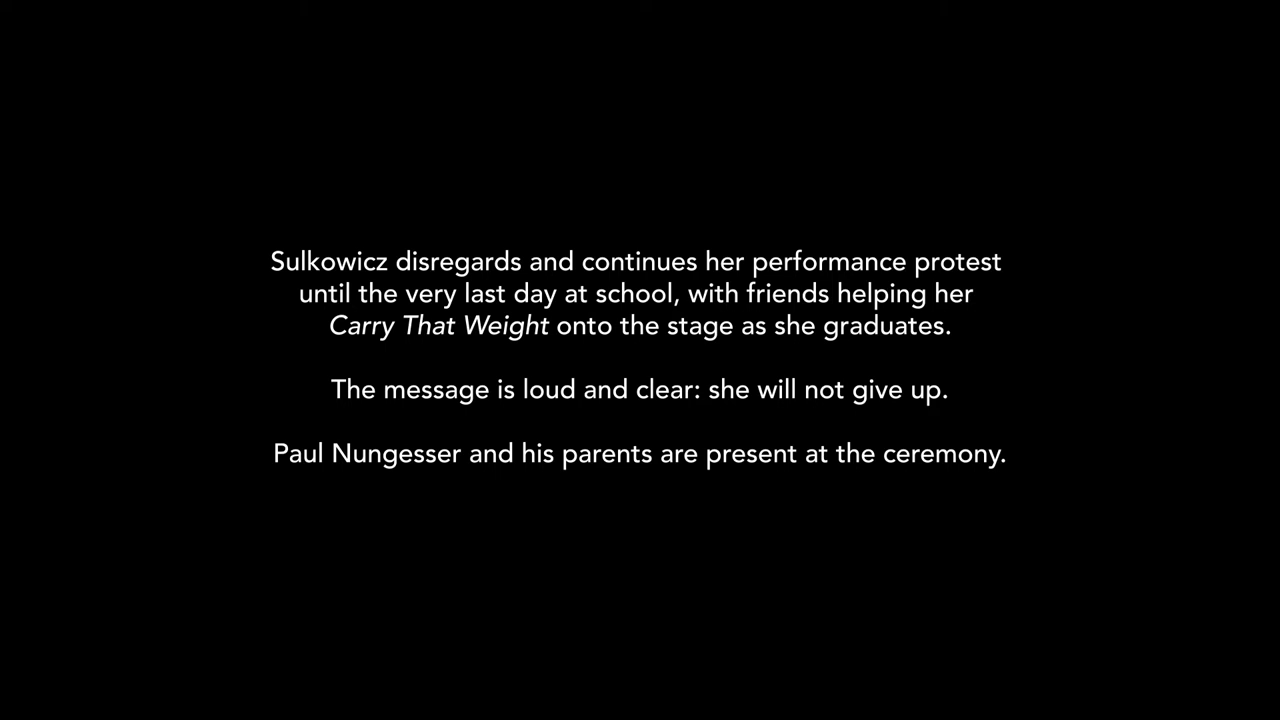 Sulkowicz disregards and continues her performance protest
until the very last day at school, with friends helping her
Carry That Weight onto the stage as she graduates.
The message is loud and clear: she will not give up.
Paul Nungesser and his parents are present at the ceremony.